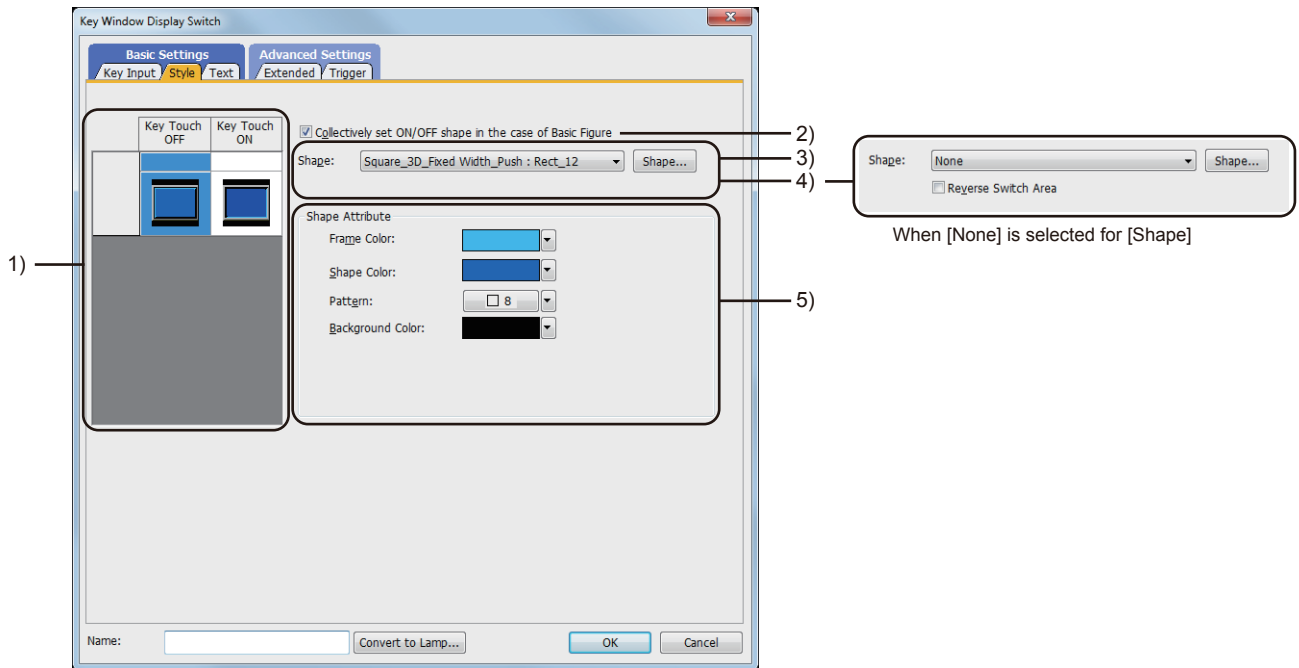 Key Window Display Switch
Basic Settings
Advanced Settings
Key Input
Style
Text
Extended
Trigger
Key Touch OFF
Key Touch ON
Collectively set ON/OFF shape in the case of Basic Figure
2)
Shape:
Square_3D_Fixed Width_Push : Rect_12
Shape...
3)
4)
Shape:
None
Shape...
Reverse Switch Area
When [None] is selected for [Shape]
1)
Shape Attribute
Frame Color:
Shape Color:
Pattern:
8
5)
Background Color:
Name:
Convert to Lamp...
OK
Cancel